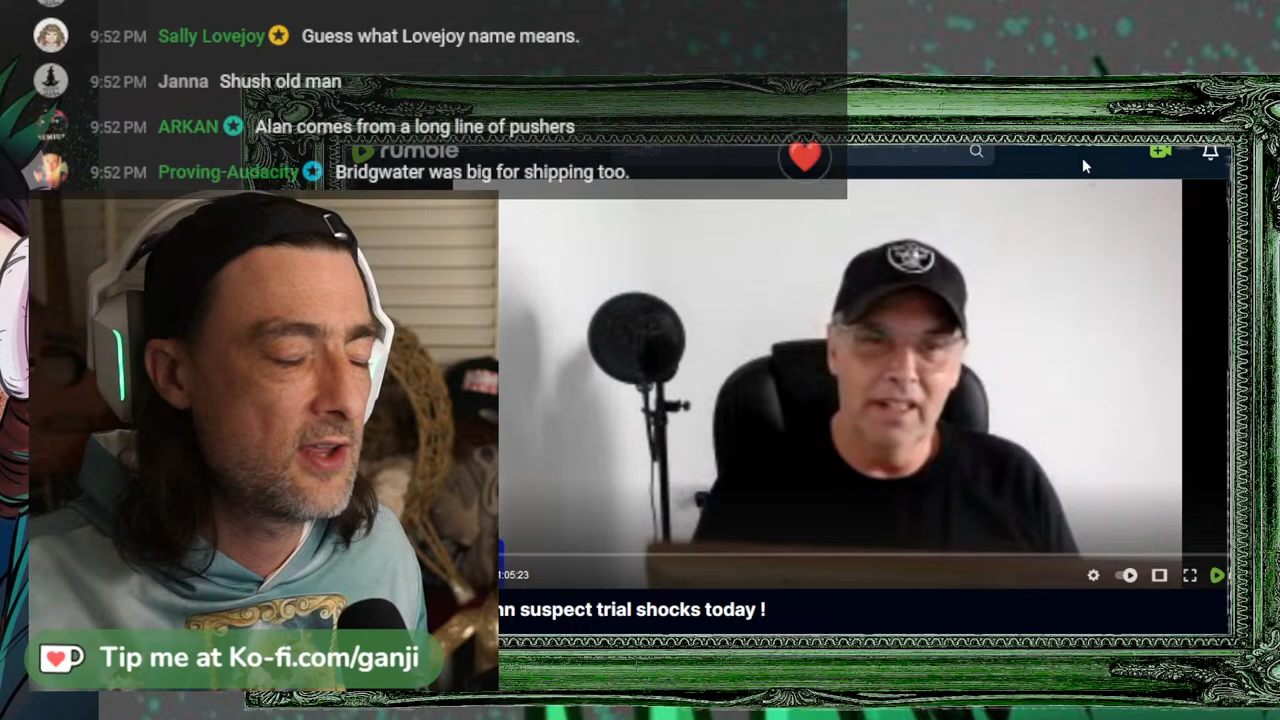 9:52 PM Sally Lovejoy Guess what Lovejoy name means.
9:52 PM Janna Shush old man
9:52 PM ARKAN Alan comes from a long line of pushers
rumble
9:52 PM Proving-Audacity Bridgwater was big for shipping too.
1:05:23
nn suspect trial shocks today !
Tip me at Ko-fi.com/ganji